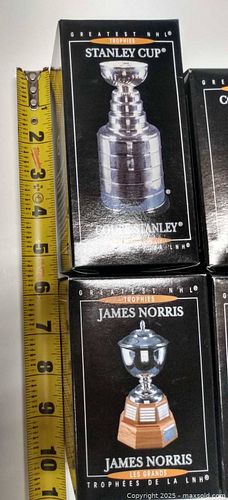 GREATEST NHL®
TROPHIES
STANLEY CUP®
COUPE STANLEY®
GREATEST NHL®
TROPHIES
JAMES NORRIS
JAMES NORRIS
LES GRANDS
TROPHÉES DE LA LNH®
2
3
4
5
6
7
8
9
10
Copyright 2025 - maxsold.com